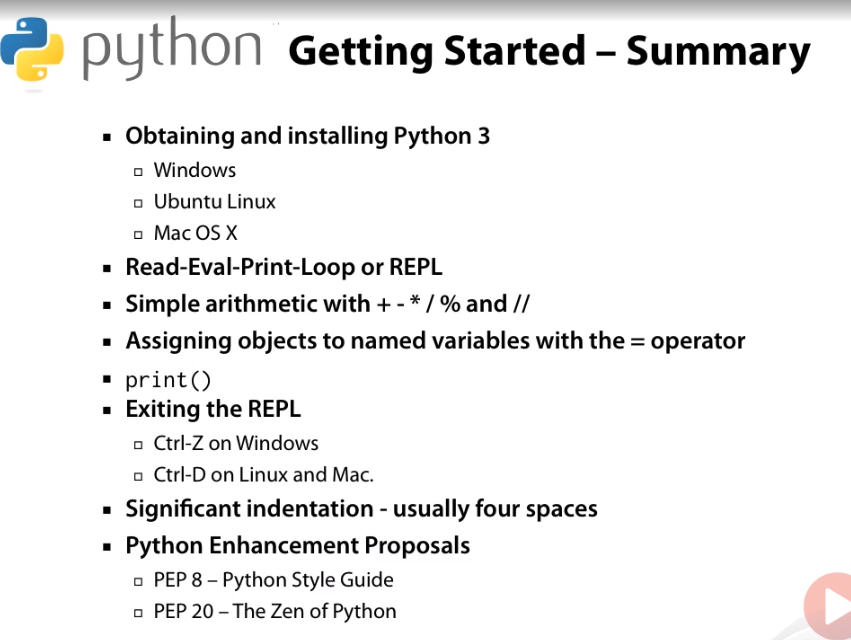 python Getting Started – Summary
▪ Obtaining and installing Python 3
▫ Windows
▫ Ubuntu Linux
▫ Mac OS X
▪ Read-Eval-Print-Loop or REPL
▪ Simple arithmetic with + - * / % and //
▪ Assigning objects to named variables with the = operator
▪ print()
▪ Exiting the REPL
▫ Ctrl-Z on Windows
▫ Ctrl-D on Linux and Mac.
▪ Significant indentation - usually four spaces
▪ Python Enhancement Proposals
▫ PEP 8 – Python Style Guide
▫ PEP 20 – The Zen of Python